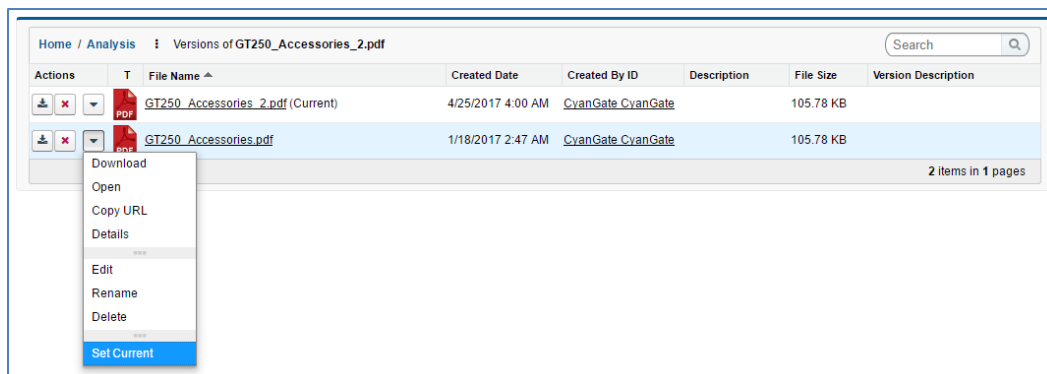 Home / Analysis ⋮ Versions of GT250_Accessories_2.pdf Search
Actions T File Name Created Date Created By ID Description File Size Version Description
PDF GT250_Accessories_2.pdf (Current) 4/25/2017 4:00 AM CyanGate CyanGate 105.78 KB
PDF GT250_Accessories.pdf 1/18/2017 2:47 AM CyanGate CyanGate 105.78 KB
2 items in 1 pages
Download
Open
Copy URL
Details
Edit
Rename
Delete
Set Current